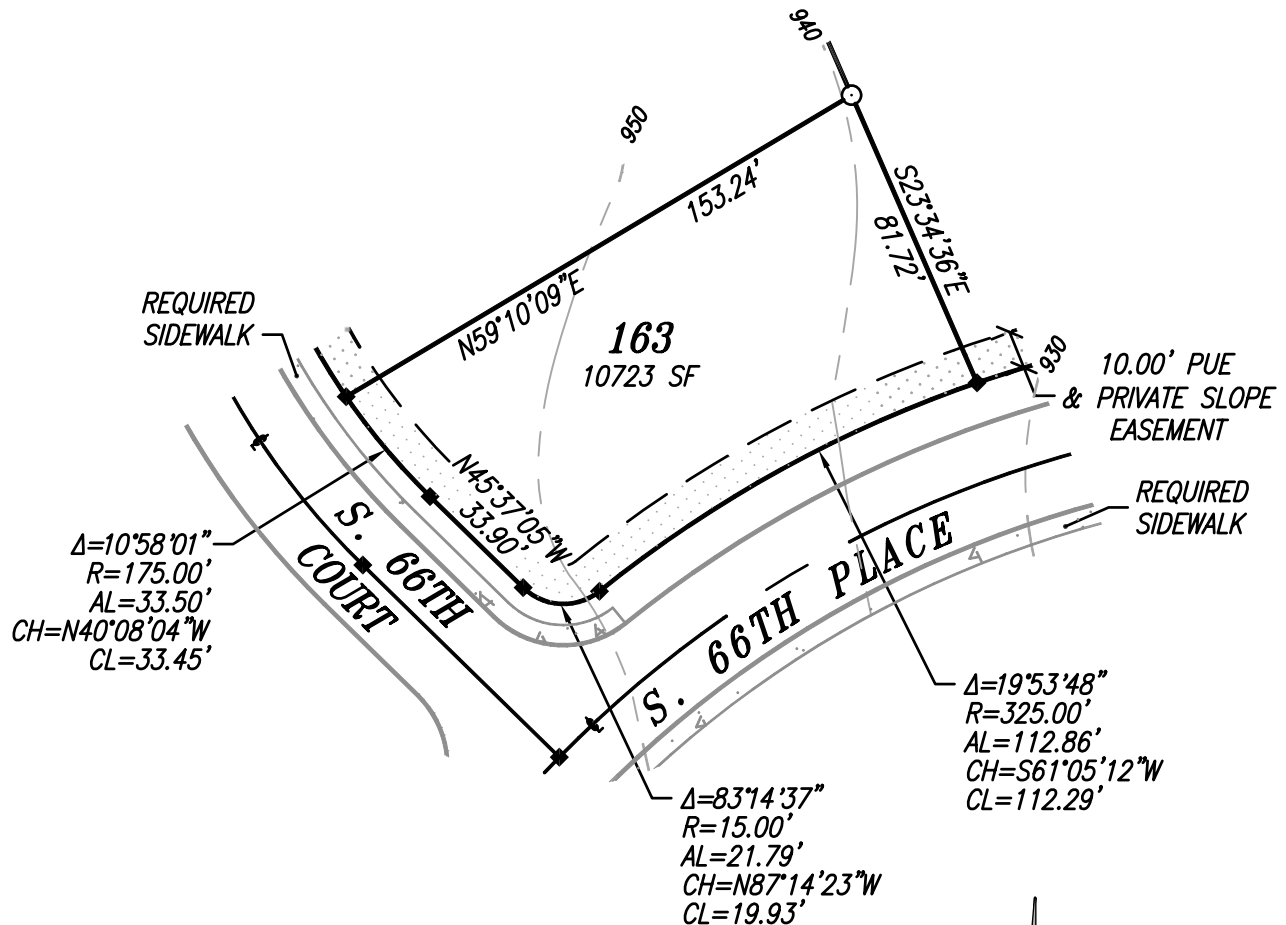 940
950
153.24'
N59°10'09"E
S23°34'36"E
81.72'
REQUIRED
SIDEWALK
163
10723 SF
930
10.00' PUE
& PRIVATE SLOPE
EASEMENT
N45°37'05"W
33.90'
REQUIRED
SIDEWALK
S. 66TH
COURT
Δ=10°58'01"
R=175.00'
AL=33.50'
CH=N40°08'04"W
CL=33.45'
S. 66TH PLACE
Δ=19°53'48"
R=325.00'
AL=112.86'
CH=S61°05'12"W
CL=112.29'
Δ=83°14'37"
R=15.00'
AL=21.79'
CH=N87°14'23"W
CL=19.93'